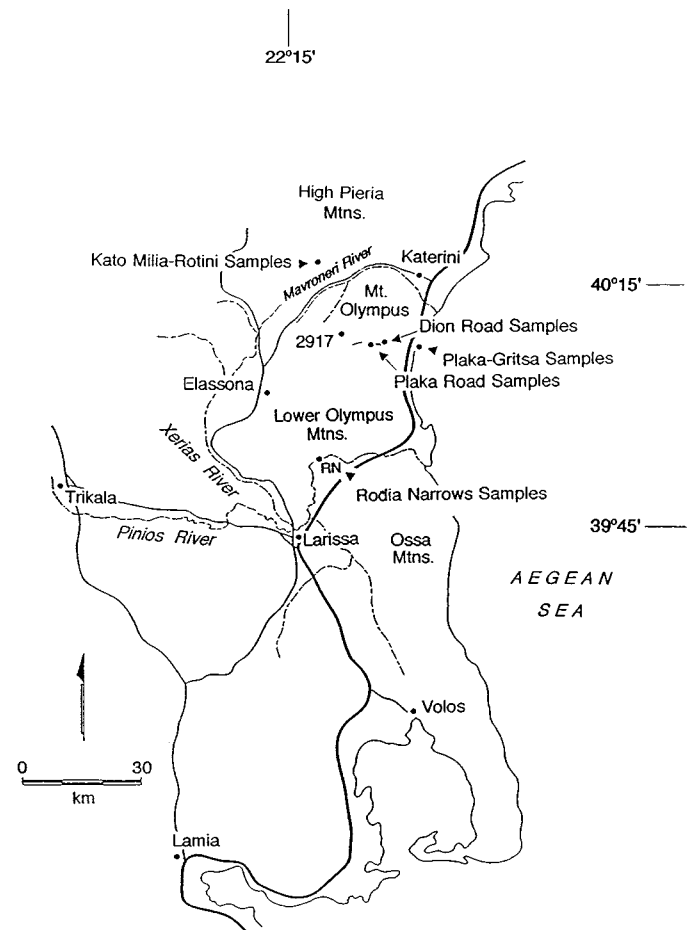 22°15'
High Pieria
Mtns.
Kato Milia-Rotini Samples
Mavroneri River
Katerini
40°15'
Mt.
Olympus
Dion Road Samples
2917
Plaka-Gritsa Samples
Plaka Road Samples
Elassona
Lower Olympus
Mtns.
Xerias River
RN
Rodia Narrows Samples
Trikala
Pinios River
Larissa
Ossa
Mtns.
39°45'
AEGEAN
SEA
Volos
0 30
km
Lamia